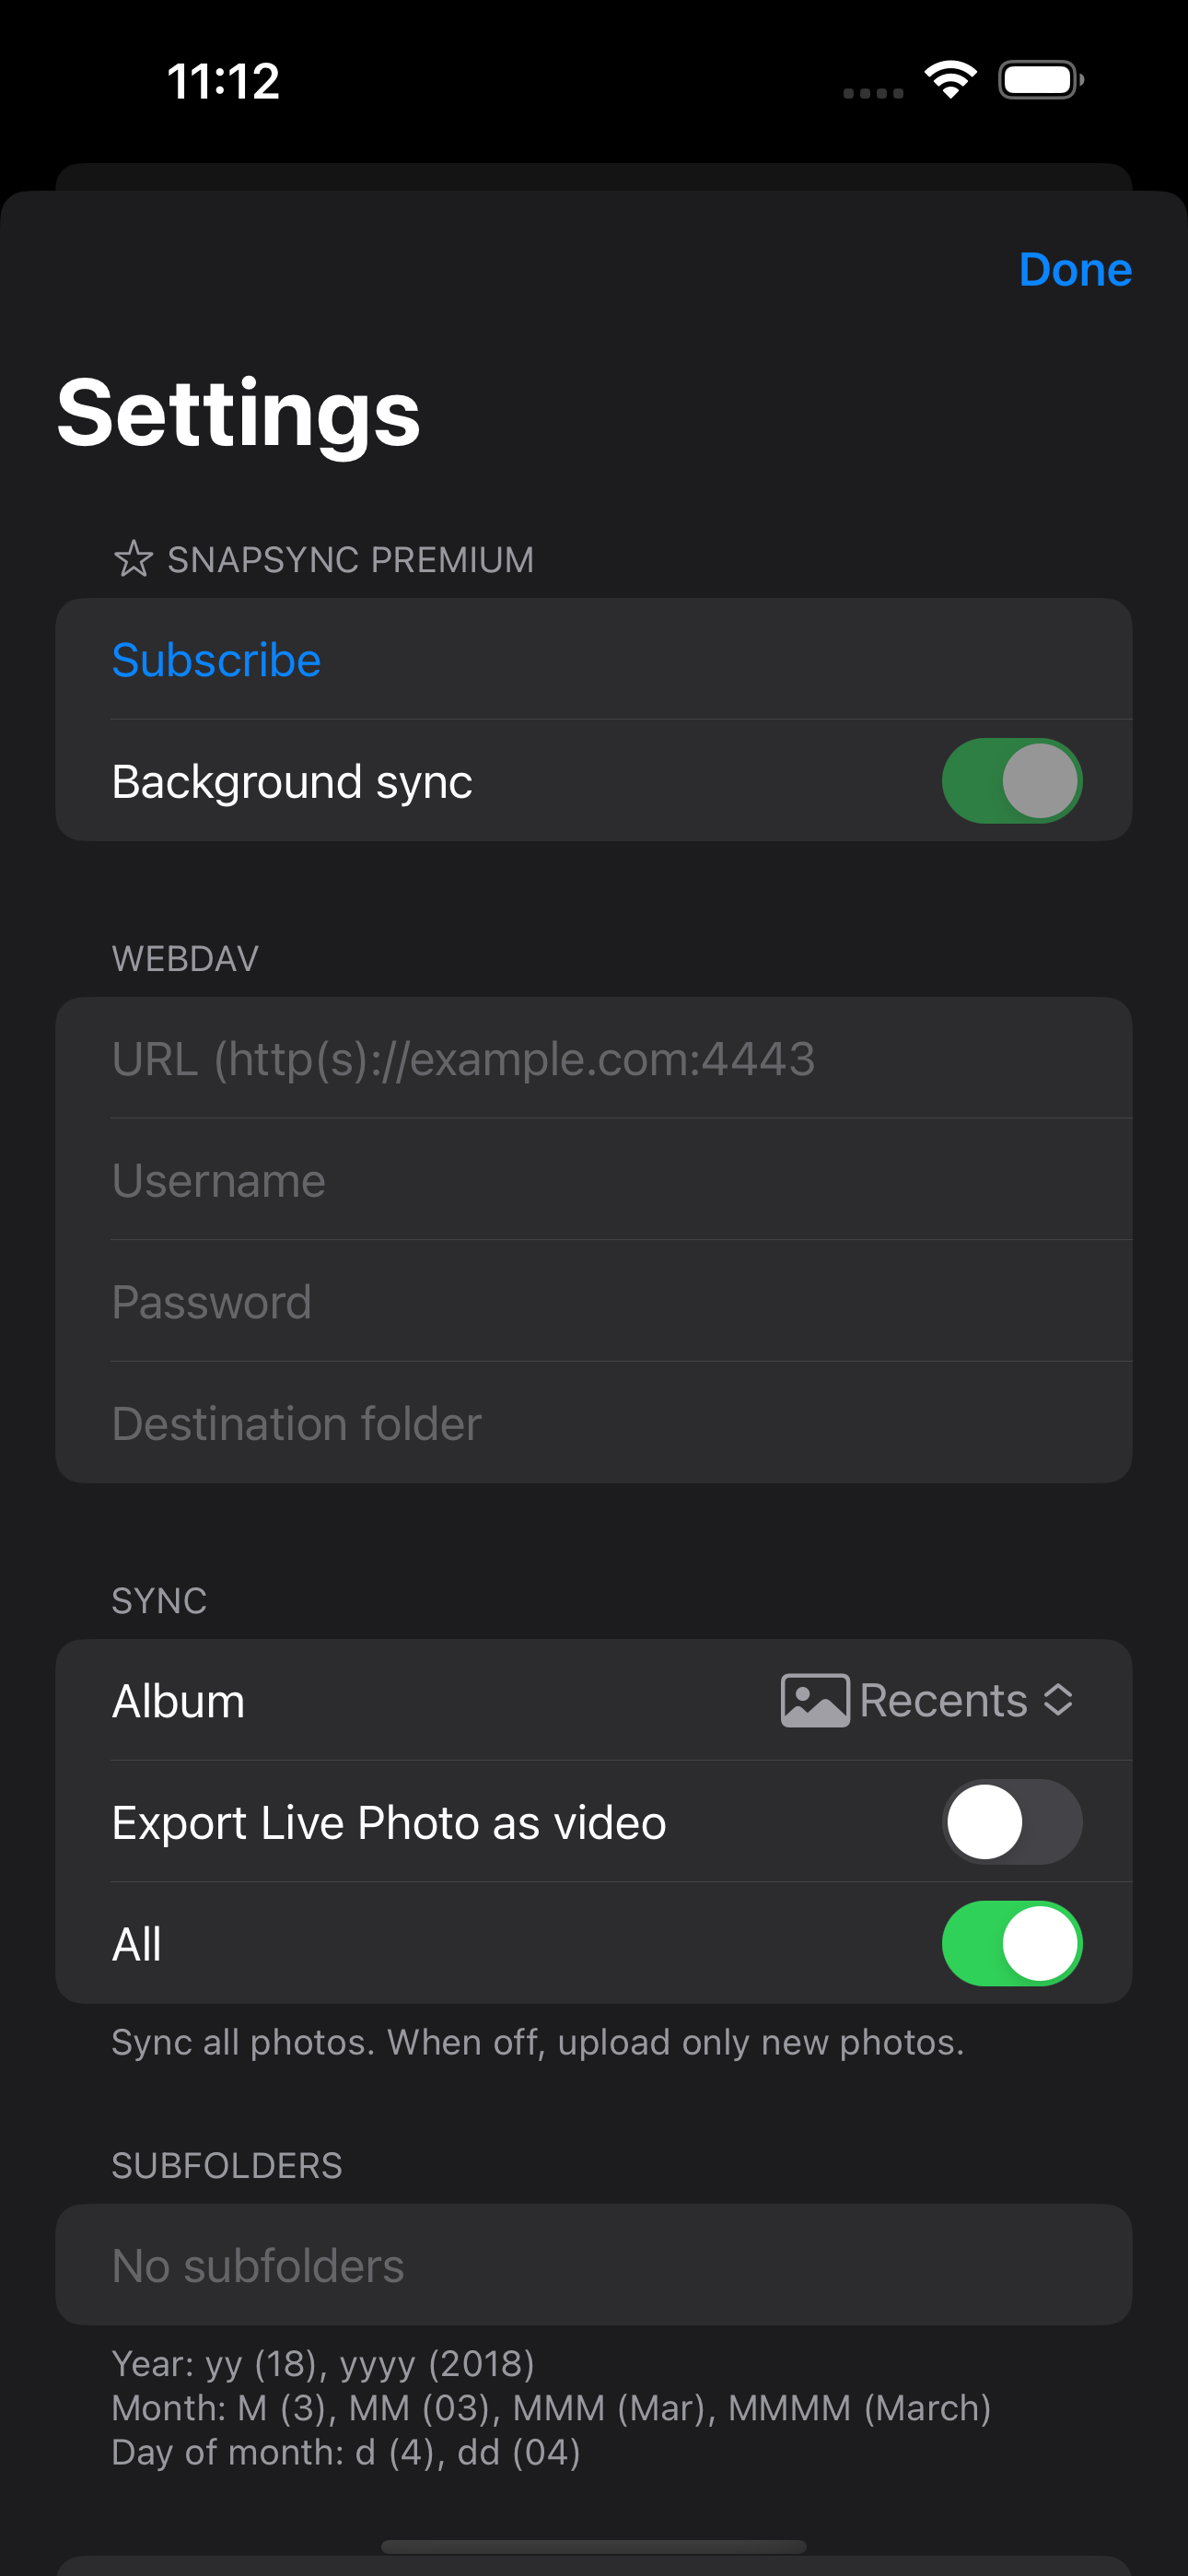 11:12
Done
Settings
SNAPSYNC PREMIUM
Subscribe
Background sync
WEBDAV
URL (http(s)://example.com:4443
Username
Password
Destination folder
SYNC
Album Recents
Export Live Photo as video
All
Sync all photos. When off, upload only new photos.
SUBFOLDERS
No subfolders
Year: yy (18), yyyy (2018)
Month: M (3), MM (03), MMM (Mar), MMMM (March)
Day of month: d (4), dd (04)